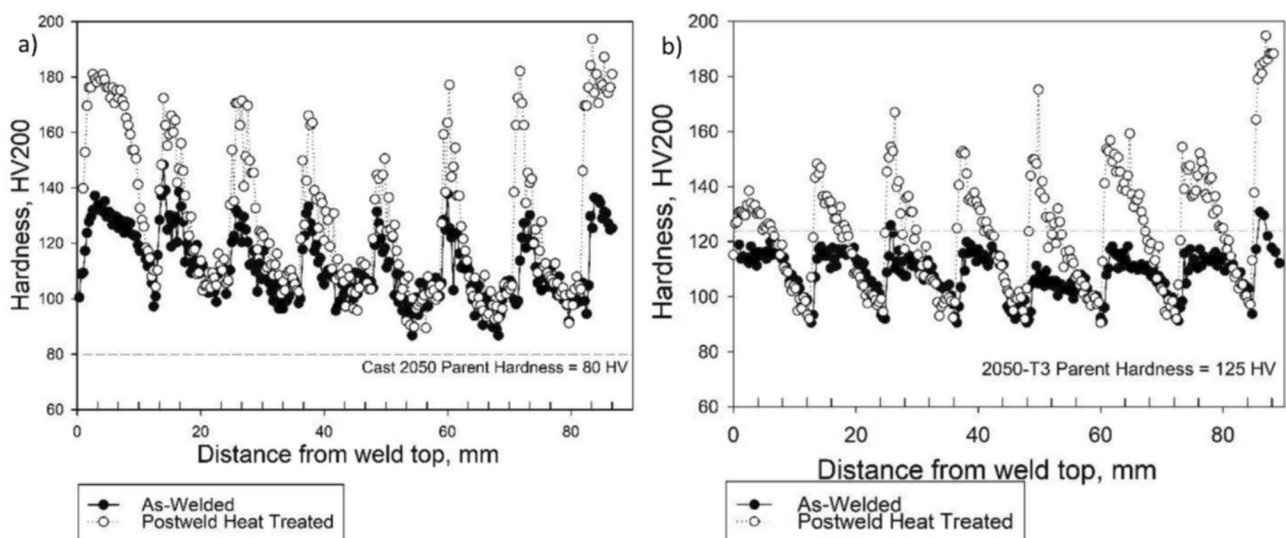 a)
200
180
160
140
120
100
80
60
Hardness, HV200
Cast 2050 Parent Hardness = 80 HV
0
20
40
60
80
Distance from weld top, mm
As-Welded
Postweld Heat Treated
b)
200
180
160
140
120
100
80
60
Hardness, HV200
2050-T3 Parent Hardness = 125 HV
0
20
40
60
80
Distance from weld top, mm
As-Welded
Postweld Heat Treated